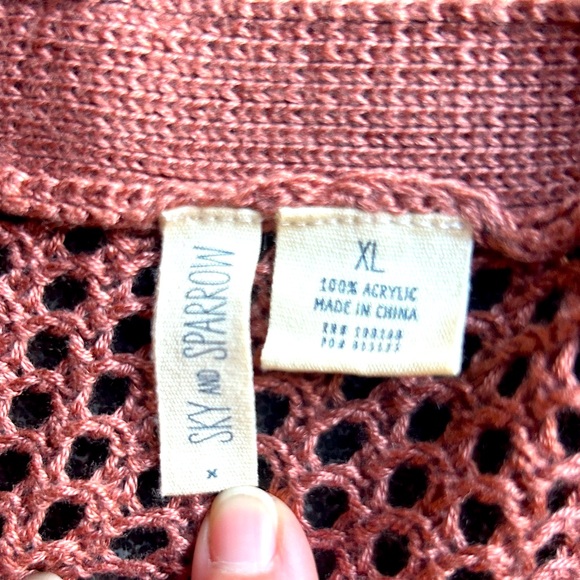 SKY AND SPARROW
x
XL
100% ACRYLIC
MADE IN CHINA